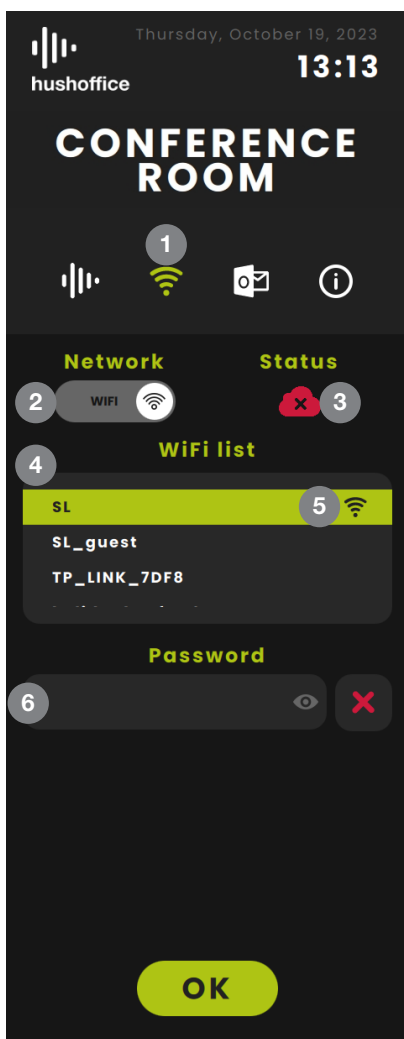 Thursday, October 19, 2023
13:13
hushoffice
CONFERENCE
ROOM
1
Network
Status
2
WIFI
3
WiFi list
4
SL
5
SL_guest
TP_LINK_7DF8
Password
6
OK